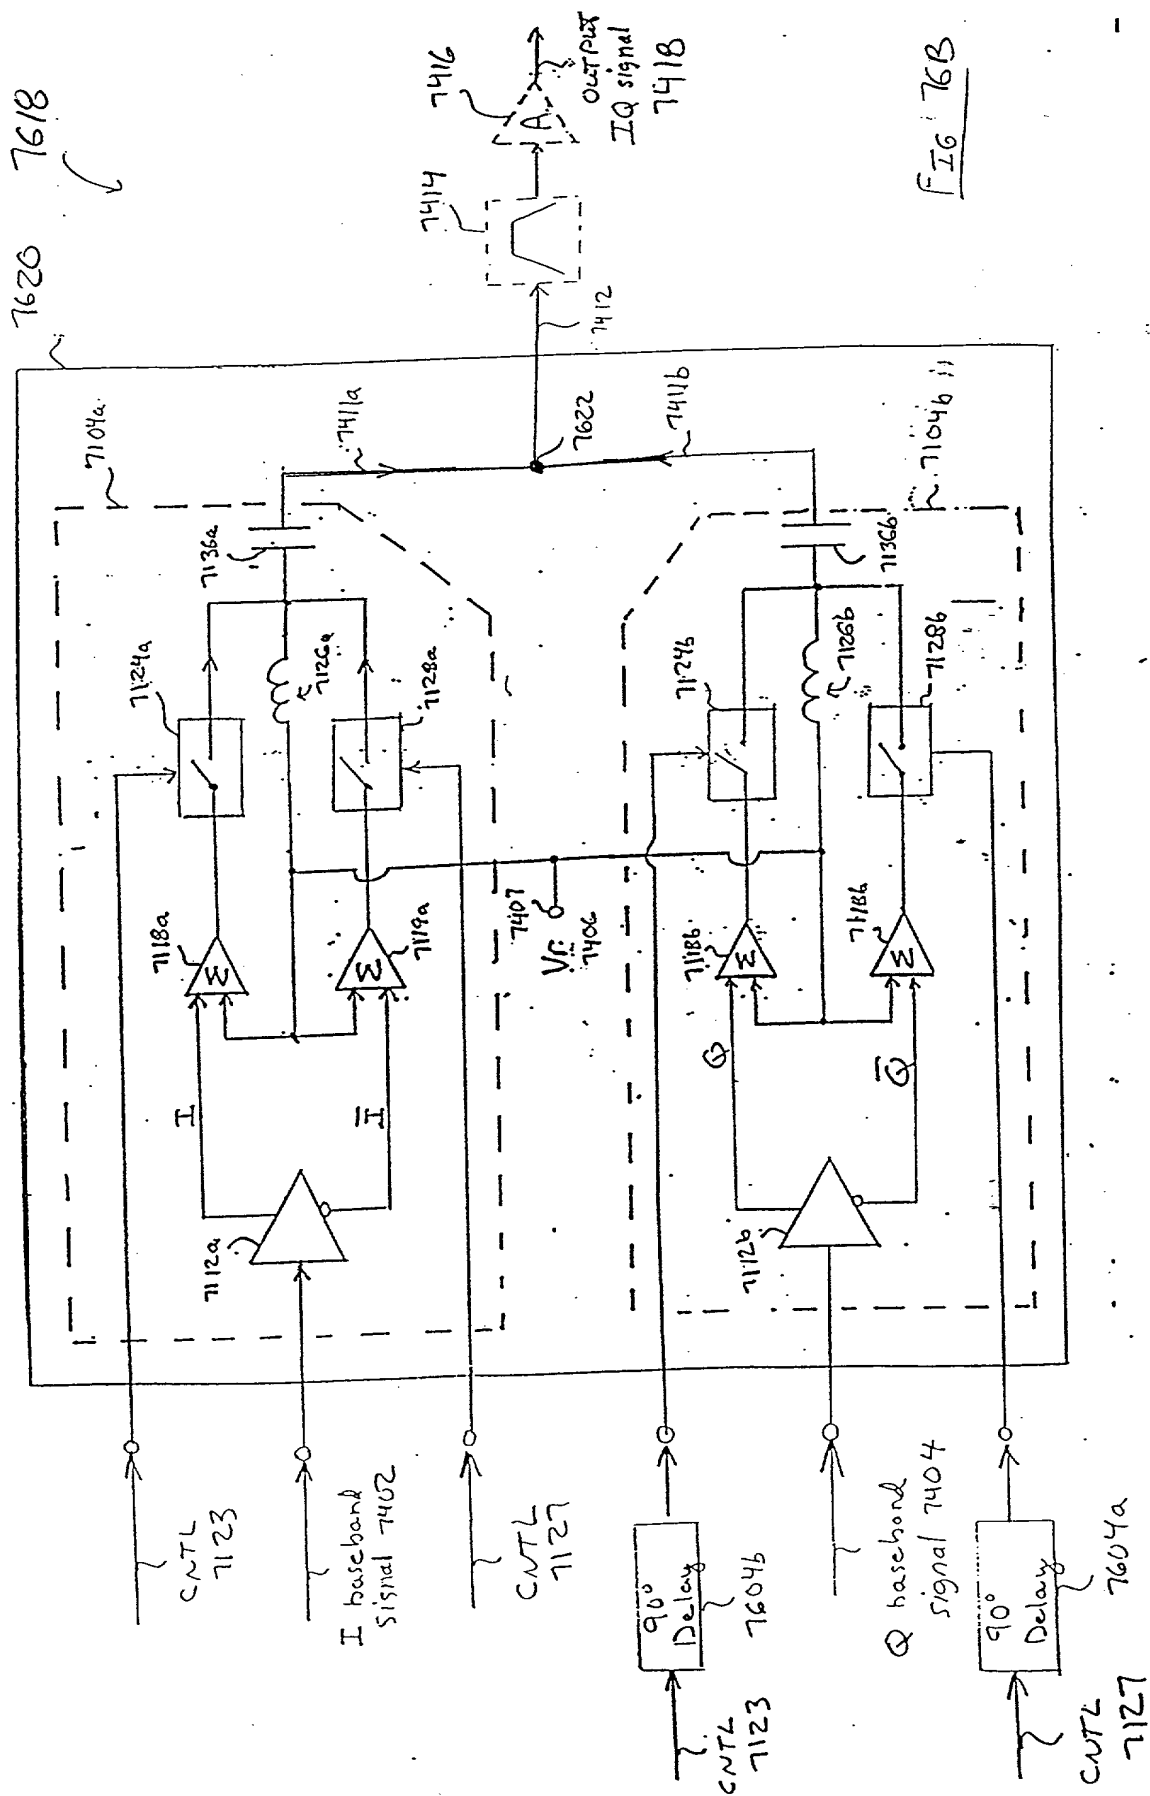 7618
7620
7104a
7118a
7124a
7136a
7411a
I
7126a
7112a
I̅
7119a
7128a
7414
7416
A
OUTPUT
IQ signal
7418
7412
7622
7407
Vr
7406
7411b
7104b
7118b
7124b
7136b
Q
7126b
7112b
Q̅
7118b
7128b
Σ
Σ
Σ
Σ
CNTL
7123
I baseband
signal 7402
CNTL
7127
CNTL
7123
90°
Delay
7604b
Q baseband
signal 7404
CNTL
7127
90°
Delay
7604a
FIG 76B